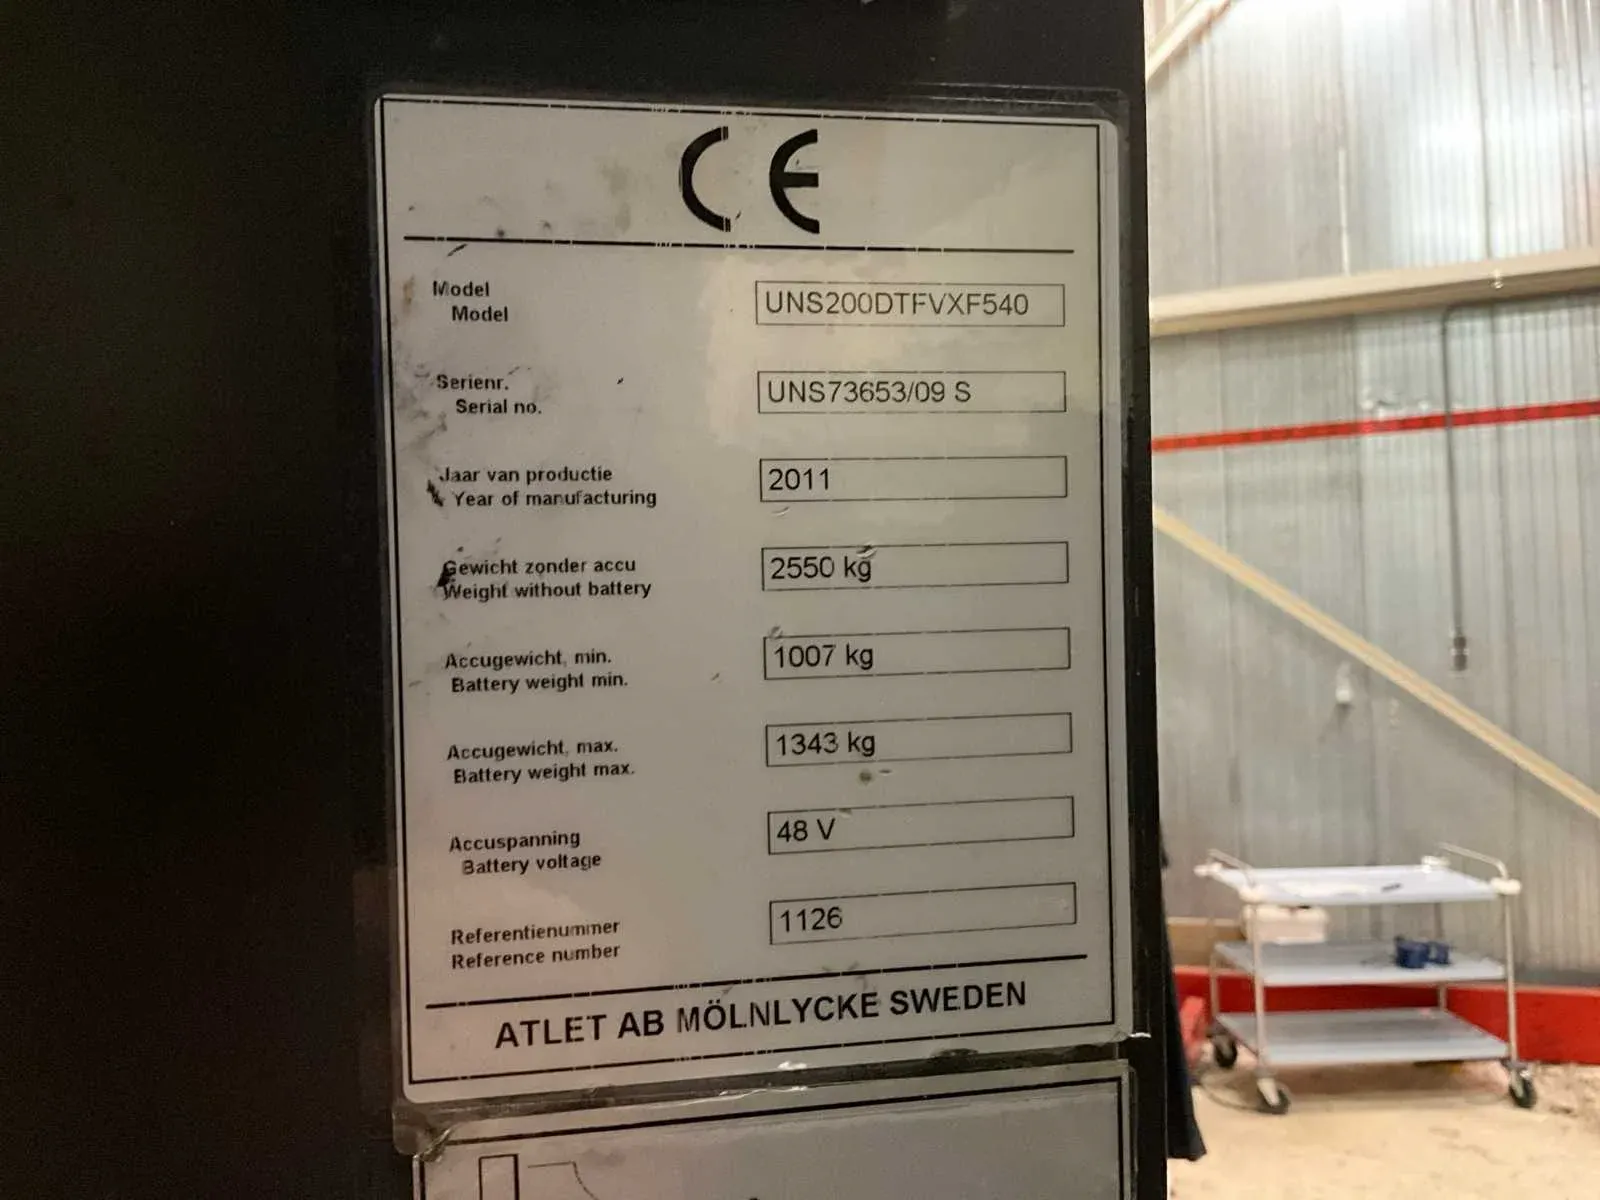 CE
Model
Model
UNS200DTFVXF540
Serienr.
Serial no.
UNS73653/09 S
Jaar van productie
Year of manufacturing
2011
Gewicht zonder accu
Weight without battery
2550 kg
Accugewicht, min.
Battery weight min.
1007 kg
Accugewicht, max.
Battery weight max.
1343 kg
Accuspanning
Battery voltage
48 V
Referentienummer
Reference number
1126
ATLET AB MÖLNLYCKE SWEDEN